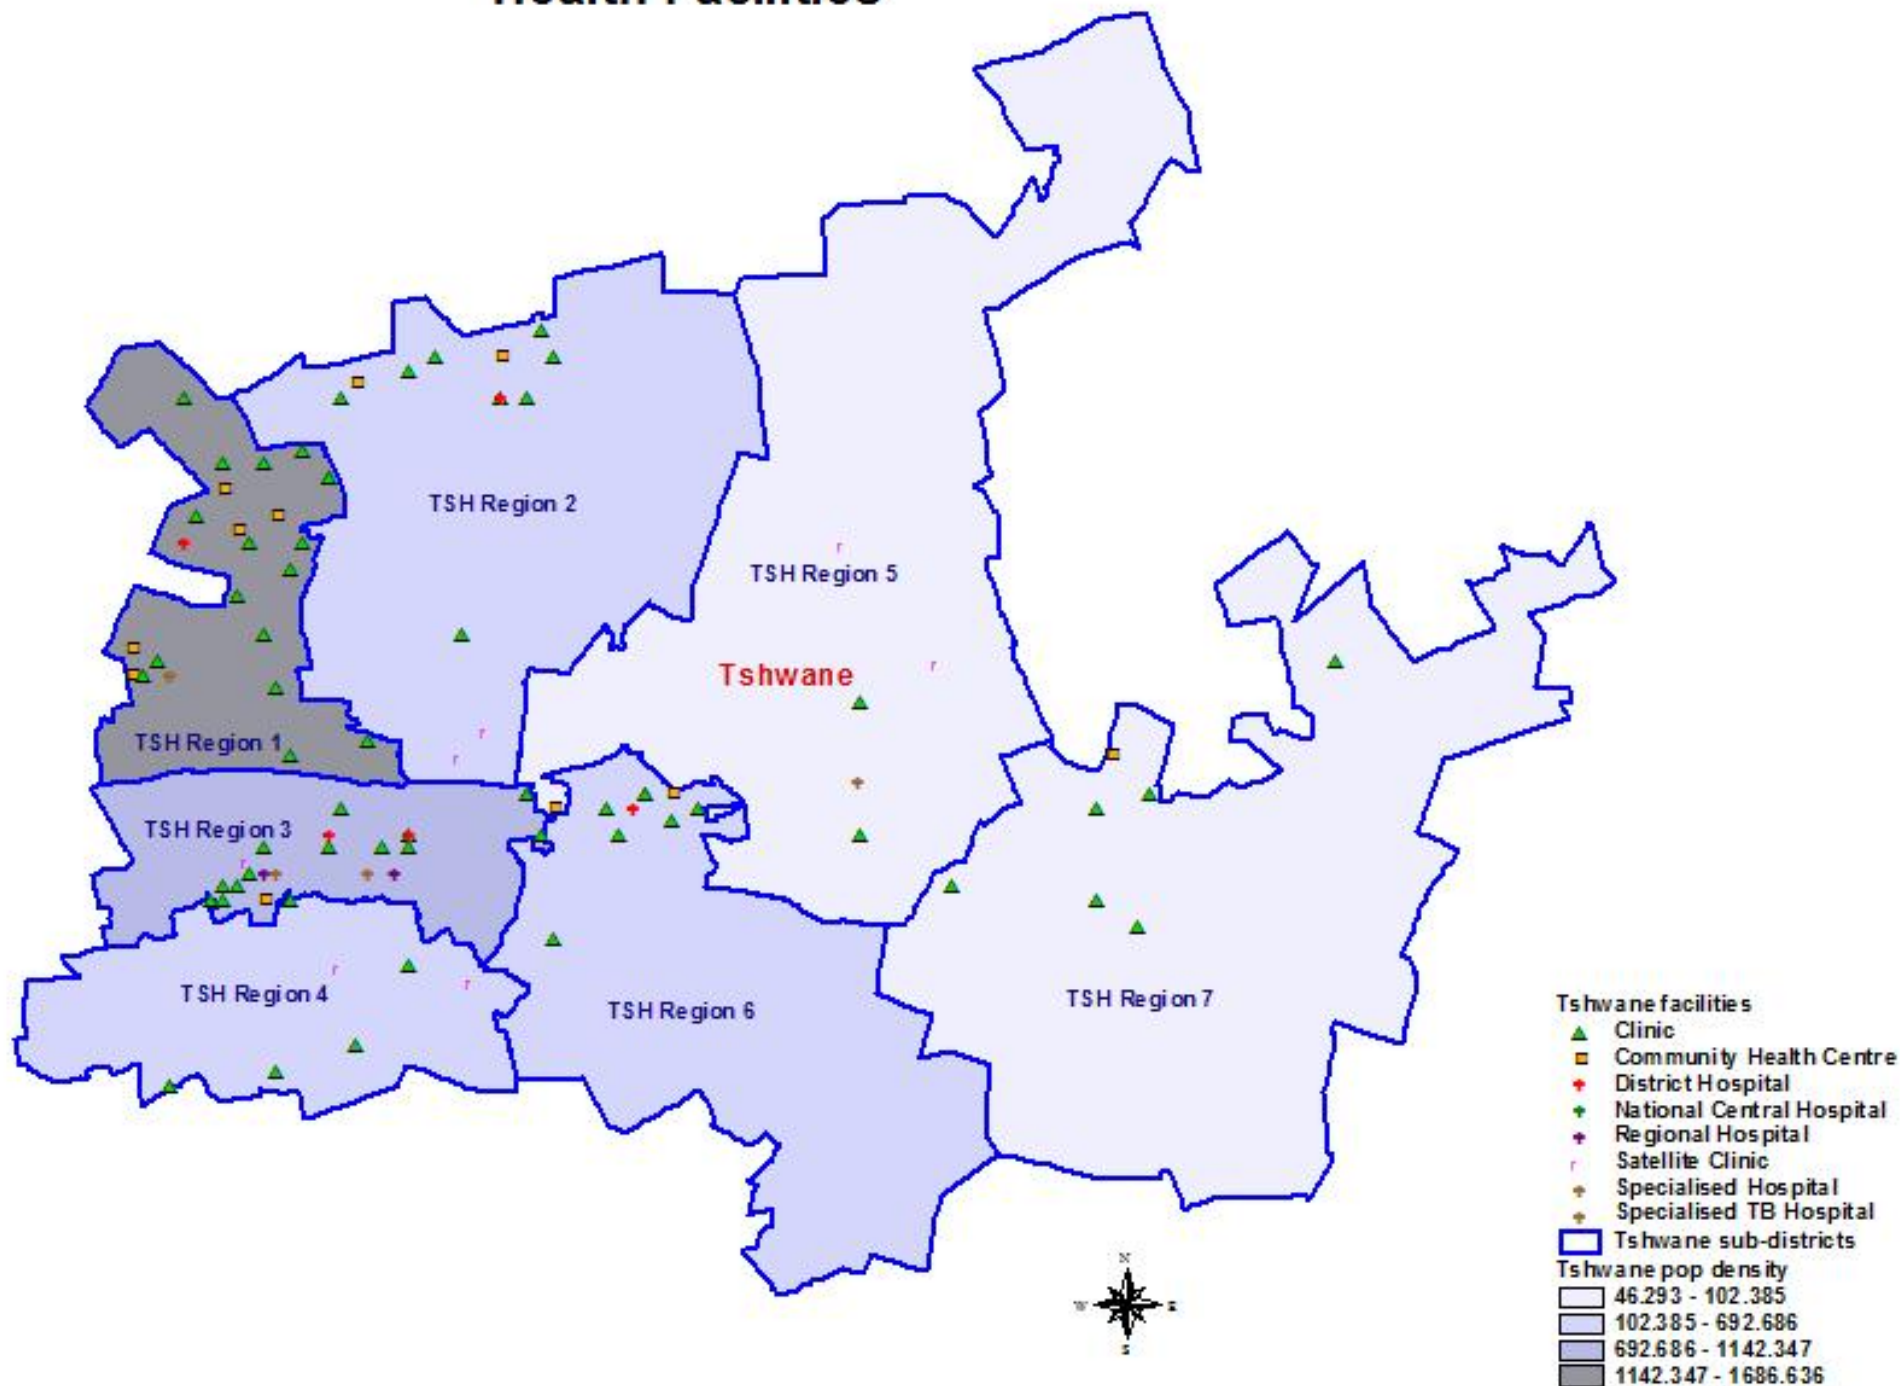 Health Facilities
TSH Region 2
TSH Region 5
Tshwane
TSH Region 1
TSH Region 3
TSH Region 4
TSH Region 6
TSH Region 7
Tshwane facilities
Clinic
Community Health Centre
District Hospital
National Central Hospital
Regional Hospital
r Satellite Clinic
Specialised Hospital
Specialised TB Hospital
Tshwane sub-districts
Tshwane pop density
46.293 - 102.385
102.385 - 692.686
692.686 - 1142.347
1142.347 - 1686.636
N
W E
S